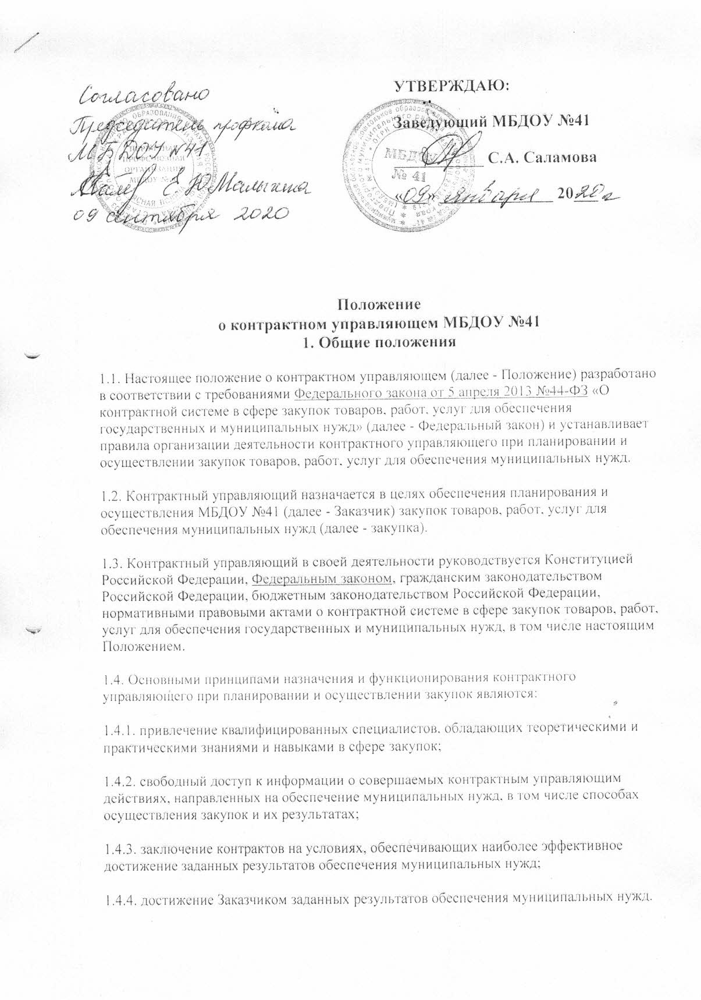 Согласовано
Председатель профкома
МБДОУ №41
Е.Ю Малыхина
09 сентября 2020
УТВЕРЖДАЮ:
Заведующий МБДОУ №41
С.А. Саламова
«09» января 2020 г
МБДОУ
№ 41
Положение
о контрактном управляющем МБДОУ №41
1. Общие положения
1.1. Настоящее положение о контрактном управляющем (далее - Положение) разработано
в соответствии с требованиями Федерального закона от 5 апреля 2013 №44-ФЗ «О
контрактной системе в сфере закупок товаров, работ, услуг для обеспечения
государственных и муниципальных нужд» (далее - Федеральный закон) и устанавливает
правила организации деятельности контрактного управляющего при планировании и
осуществлении закупок товаров, работ, услуг для обеспечения муниципальных нужд.
1.2. Контрактный управляющий назначается в целях обеспечения планирования и
осуществления МБДОУ №41 (далее - Заказчик) закупок товаров, работ, услуг для
обеспечения муниципальных нужд (далее - закупка).
1.3. Контрактный управляющий в своей деятельности руководствуется Конституцией
Российской Федерации, Федеральным законом, гражданским законодательством
Российской Федерации, бюджетным законодательством Российской Федерации,
нормативными правовыми актами о контрактной системе в сфере закупок товаров, работ,
услуг для обеспечения государственных и муниципальных нужд, в том числе настоящим
Положением.
1.4. Основными принципами назначения и функционирования контрактного
управляющего при планировании и осуществлении закупок являются:
1.4.1. привлечение квалифицированных специалистов, обладающих теоретическими и
практическими знаниями и навыками в сфере закупок;
1.4.2. свободный доступ к информации о совершаемых контрактным управляющим
действиях, направленных на обеспечение муниципальных нужд, в том числе способах
осуществления закупок и их результатах;
1.4.3. заключение контрактов на условиях, обеспечивающих наиболее эффективное
достижение заданных результатов обеспечения муниципальных нужд;
1.4.4. достижение Заказчиком заданных результатов обеспечения муниципальных нужд.